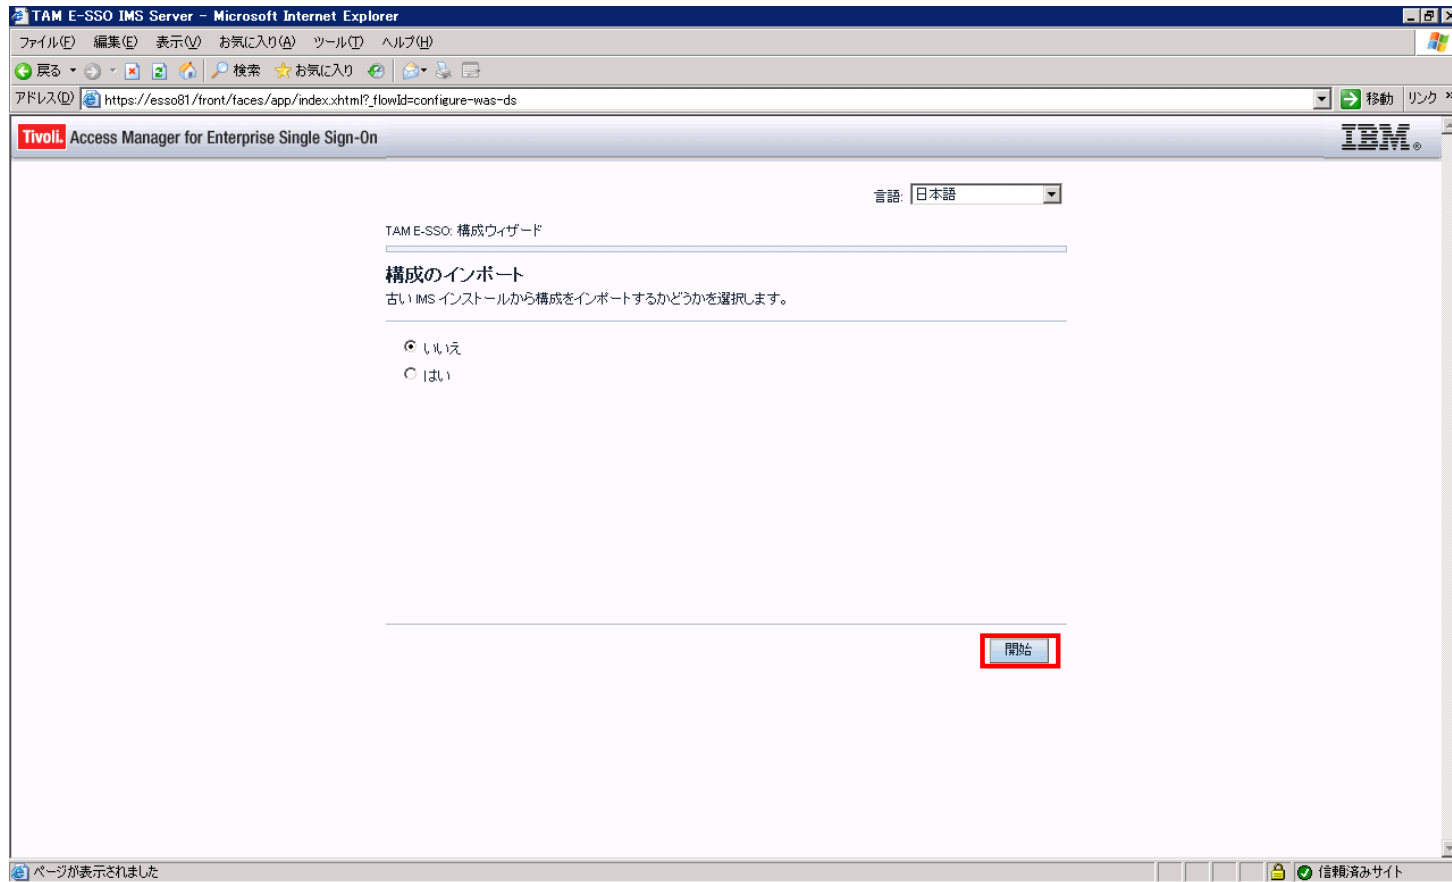 TAM E-SSO IMS Server - Microsoft Internet Explorer
ファイル(F) 編集(E) 表示(V) お気に入り(A) ツール(T) ヘルプ(H)
戻る 検索 お気に入り
アドレス(D) https://esso81/front/faces/app/index.xhtml?_flowId=configure-was-ds 移動 リンク »
Tivoli. Access Manager for Enterprise Single Sign-On IBM®
言語: 日本語
TAM E-SSO: 構成ウィザード
構成のインポート
古い IMS インストールから構成をインポートするかどうかを選択します。
いいえ
はい
開始
ページが表示されました 信頼済みサイト